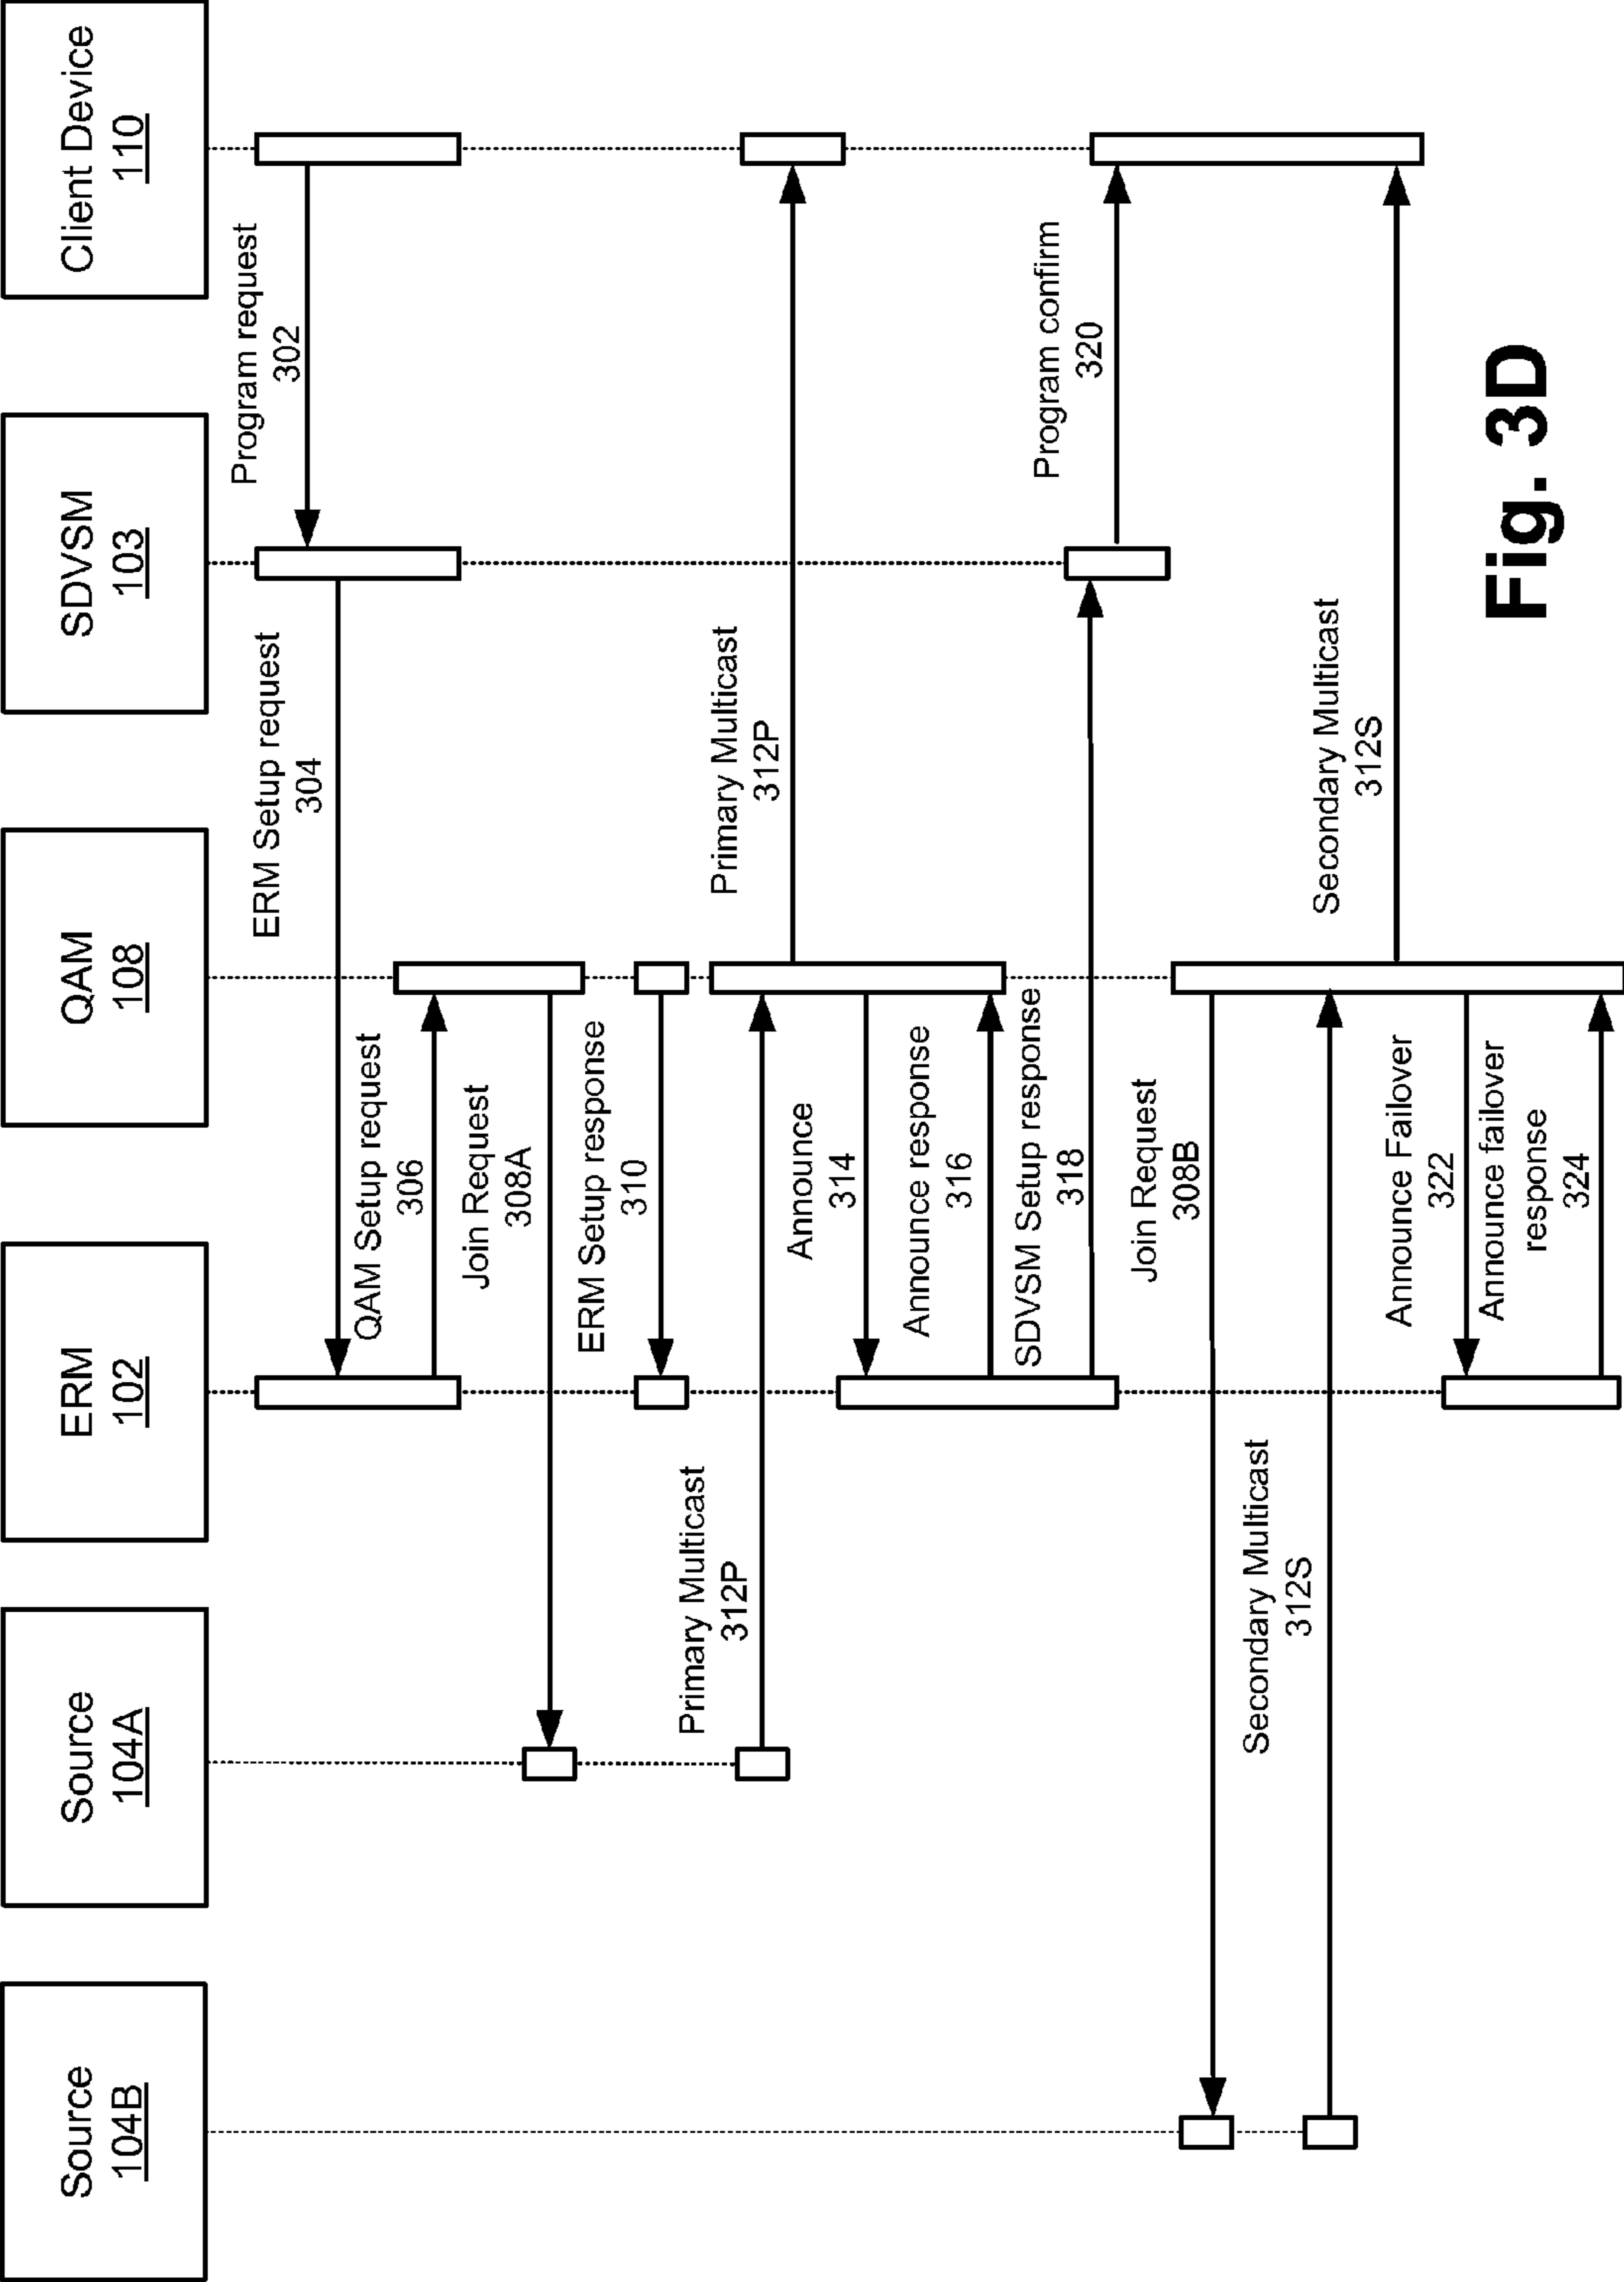 Source
104B
Source
104A
ERM
102
QAM
108
SDVSM
103
Client Device
110
Program request
302
ERM Setup request
304
QAM Setup request
306
Join Request
308A
ERM Setup response
310
Primary Multicast
312P
Primary Multicast
312P
Announce
314
Announce response
316
SDVSM Setup response
318
Program confirm
320
Join Request
308B
Secondary Multicast
312S
Secondary Multicast
312S
Announce Failover
322
Announce failover
response
324
Fig. 3D